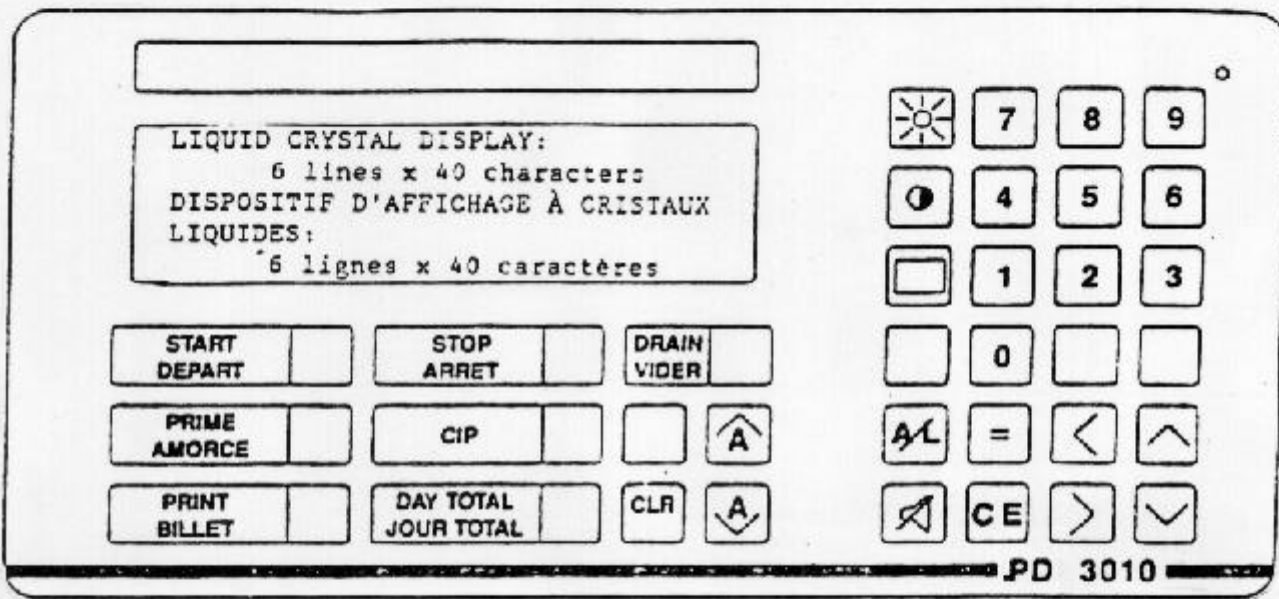 LIQUID CRYSTAL DISPLAY:
6 lines x 40 characters
DISPOSITIF D'AFFICHAGE À CRISTAUX
LIQUIDES:
6 lignes x 40 caractères
START
DEPART
STOP
ARRET
DRAIN
VIDER
PRIME
AMORCE
CIP
A
PRINT
BILLET
DAY TOTAL
JOUR TOTAL
CLR
A
7 8 9
4 5 6
1 2 3
0
A/L = < ^
CE >
PD 3010